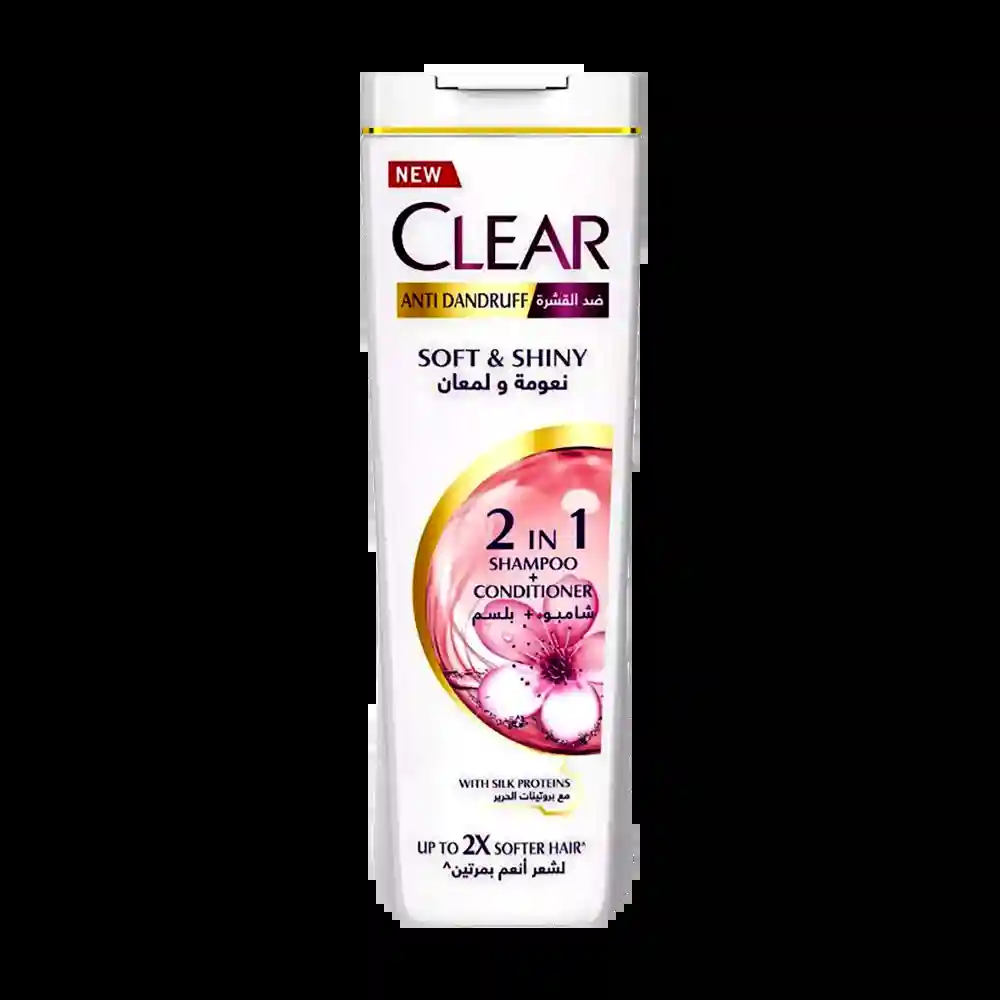 NEW
CLEAR
ANTI DANDRUFF ضد القشرة
SOFT & SHINY
نعومة و لمعان
2 IN 1
SHAMPOO
+
CONDITIONER
شامبو + بلسم
WITH SILK PROTEINS
مع بروتينات الحرير
UP TO 2X SOFTER HAIR^
لشعر أنعم بمرتين^